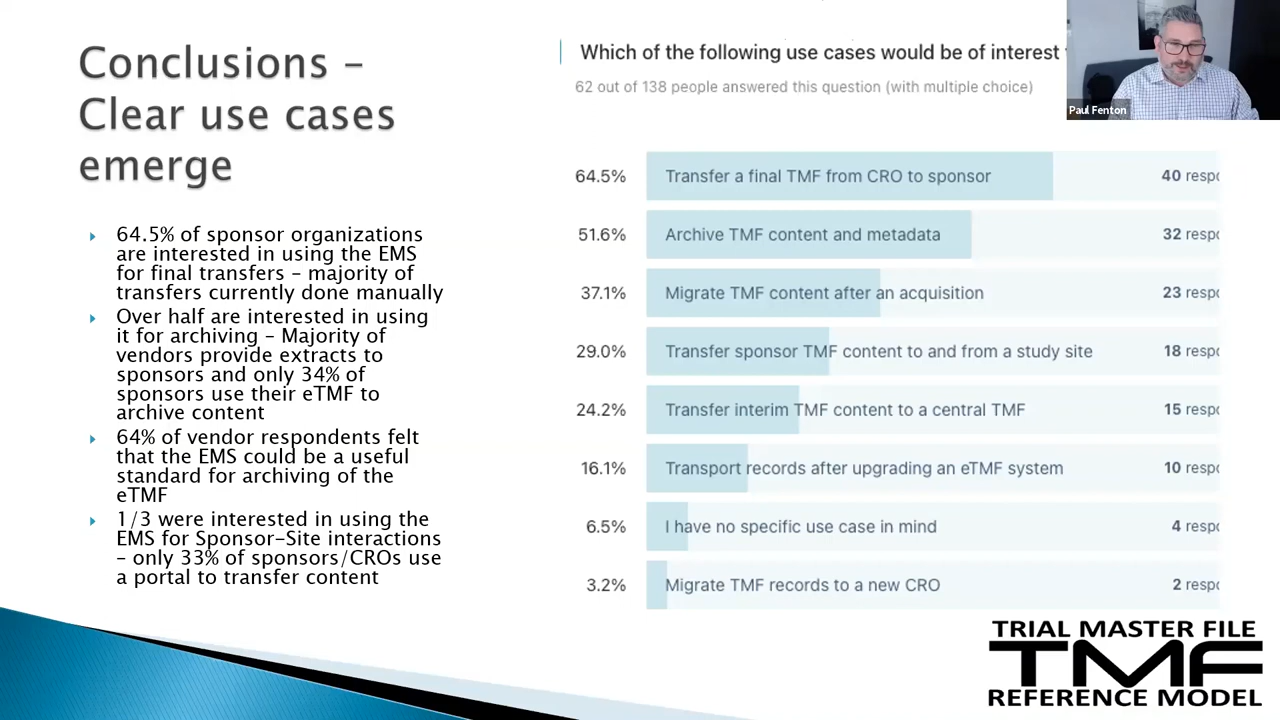 Conclusions –
Clear use cases
emerge
64.5% of sponsor organizations
are interested in using the EMS
for final transfers – majority of
transfers currently done manually
Over half are interested in using
it for archiving – Majority of
vendors provide extracts to
sponsors and only 34% of
sponsors use their eTMF to
archive content
64% of vendor respondents felt
that the EMS could be a useful
standard for archiving of the
eTMF
1/3 were interested in using the
EMS for Sponsor-Site interactions
– only 33% of sponsors/CROs use
a portal to transfer content
Which of the following use cases would be of interest
62 out of 138 people answered this question (with multiple choice)
64.5% Transfer a final TMF from CRO to sponsor 40 respo
51.6% Archive TMF content and metadata 32 respo
37.1% Migrate TMF content after an acquisition 23 respo
29.0% Transfer sponsor TMF content to and from a study site 18 respo
24.2% Transfer interim TMF content to a central TMF 15 respo
16.1% Transport records after upgrading an eTMF system 10 respo
6.5% I have no specific use case in mind 4 respo
3.2% Migrate TMF records to a new CRO 2 respo
Paul Fenton
TRIAL MASTER FILE
TMF
REFERENCE MODEL